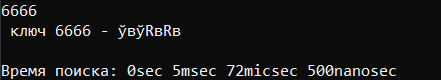 6666
ключ 6666 - ўвўRвRв
Время поиска: 0sec 5msec 72micsec 500nanosec